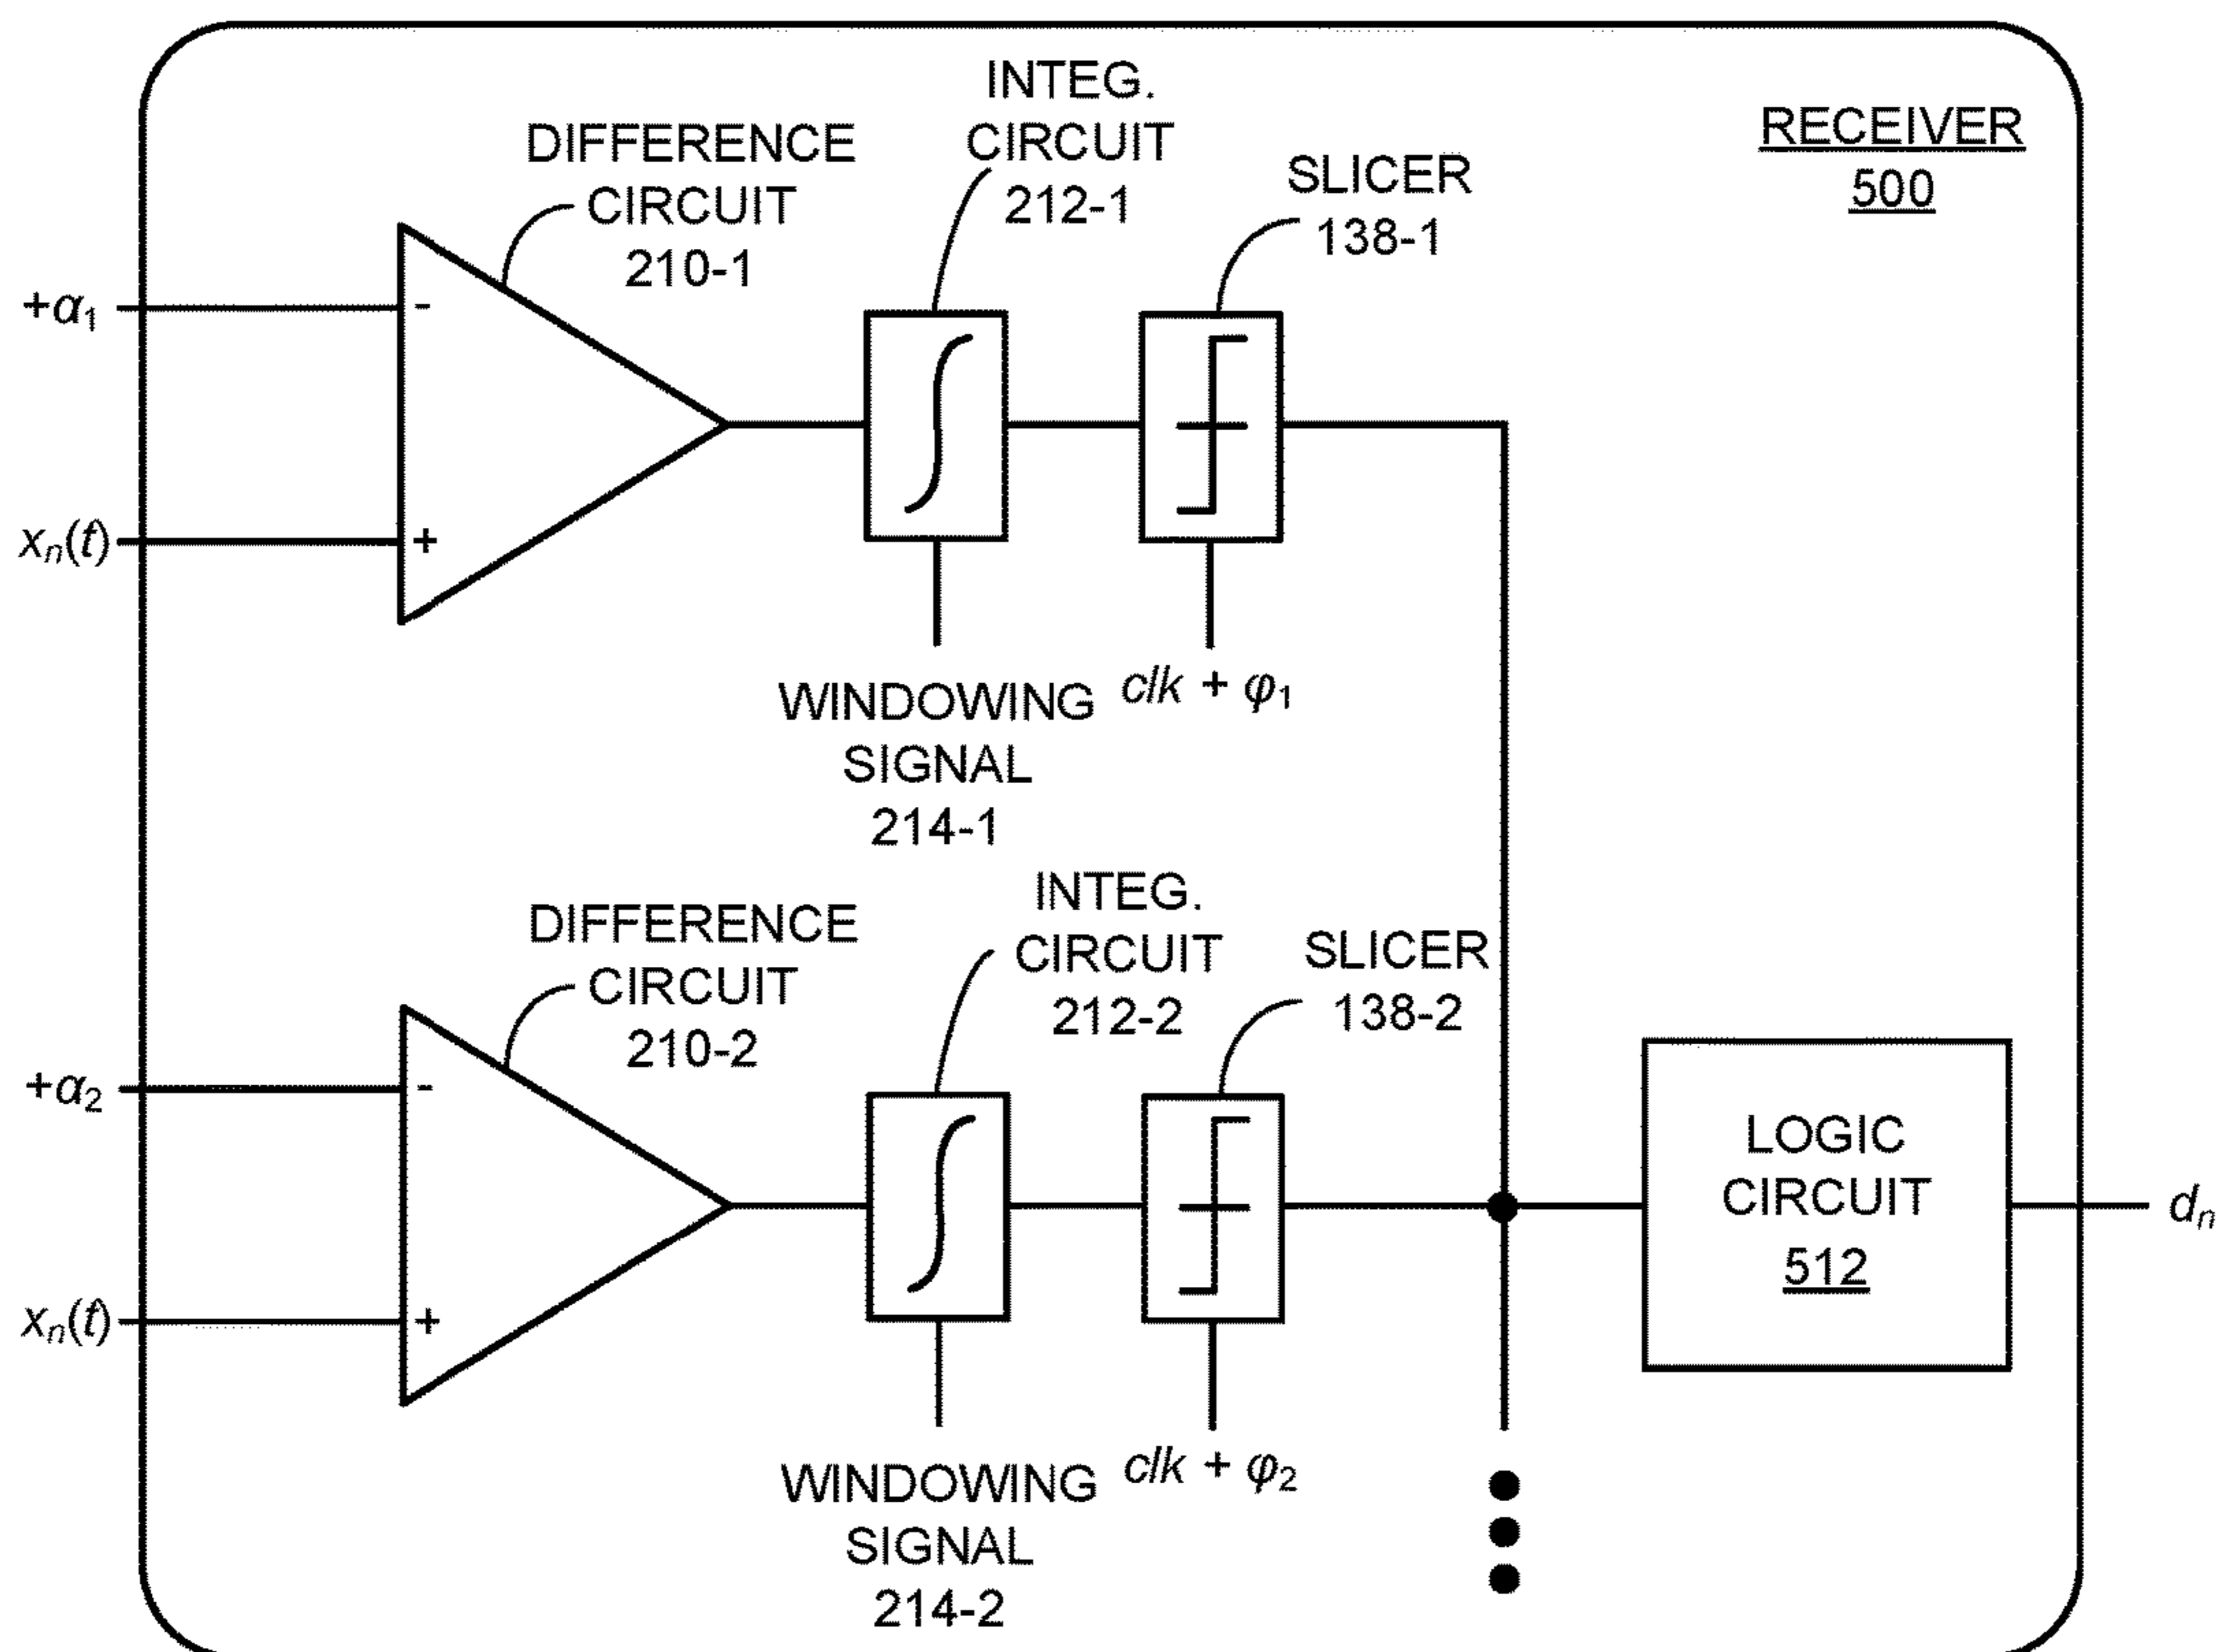 RECEIVER
500
INTEG.
CIRCUIT
212-1
DIFFERENCE
CIRCUIT
210-1
SLICER
138-1
+α1
-
xn(t)
+
WINDOWING
SIGNAL
214-1
clk + φ1
INTEG.
CIRCUIT
212-2
DIFFERENCE
CIRCUIT
210-2
SLICER
138-2
+α2
-
xn(t)
+
LOGIC
CIRCUIT
512
dn
WINDOWING
SIGNAL
214-2
clk + φ2